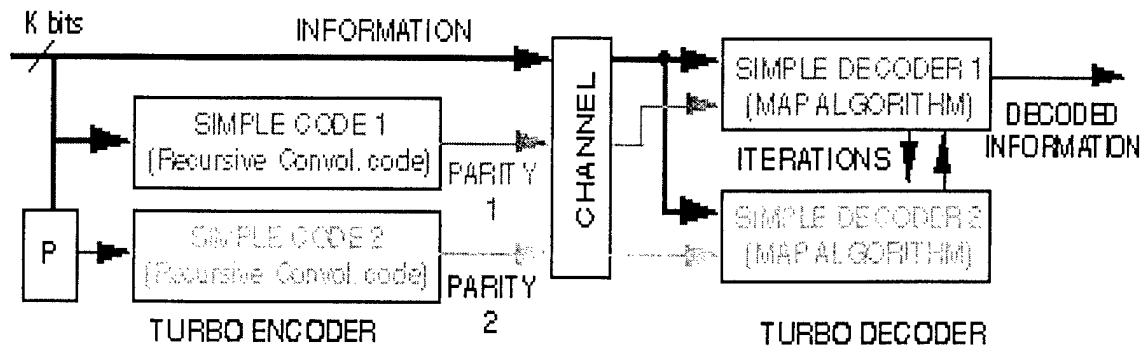 K bits
INFORMATION
SIMPLE CODE 1
(Recursive Convol. code)
PARITY
1
P
SIMPLE CODE 2
(Recursive Convol. code)
PARITY
2
TURBO ENCODER
CHANNEL
SIMPLE DECODER 1
(MAP ALGORITHM)
DECODED
INFORMATION
ITERATIONS
SIMPLE DECODER 2
(MAP ALGORITHM)
TURBO DECODER